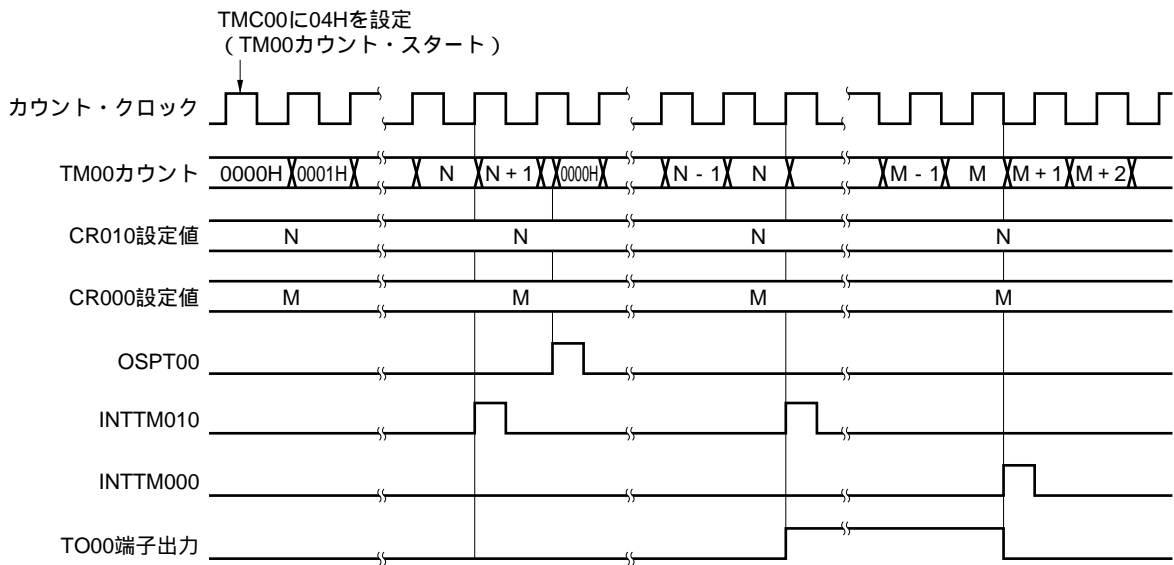 TMC00に04Hを設定
（TM00カウント・スタート）
カウント・クロック
TM00カウント 0000H 0001H N N + 1 0000H N - 1 N M - 1 M M + 1 M + 2
CR010設定値 N N N N
CR000設定値 M M M M
OSPT00
INTTM010
INTTM000
TO00端子出力